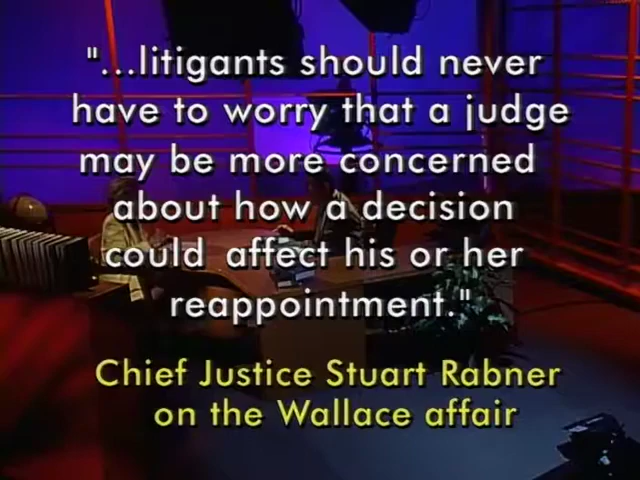 "...litigants should never
have to worry that a judge
may be more concerned
about how a decision
could affect his or her
reappointment."
Chief Justice Stuart Rabner
on the Wallace affair